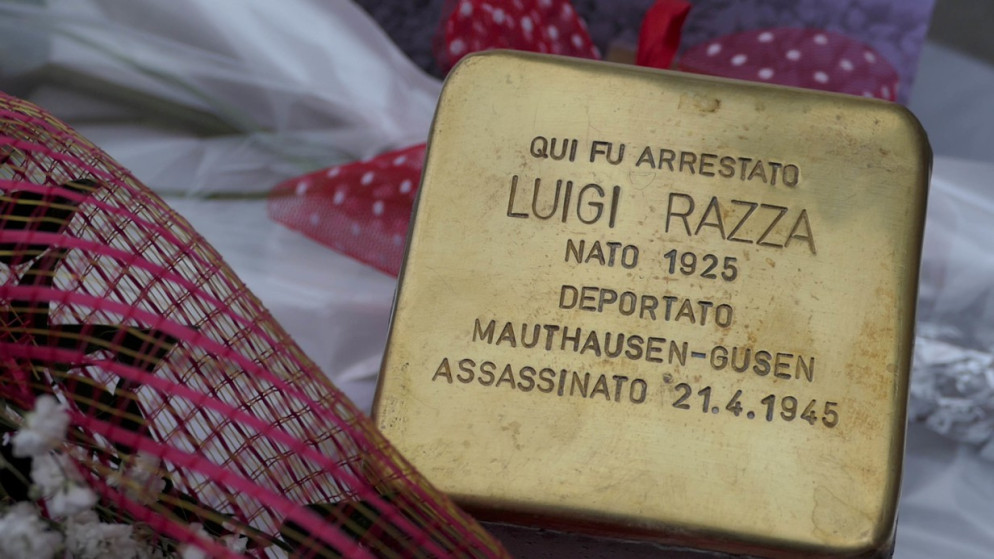 QUI FU ARRESTATO
LUIGI RAZZA
NATO 1925
DEPORTATO
MAUTHAUSEN-GUSEN
ASSASSINATO 21.4.1945